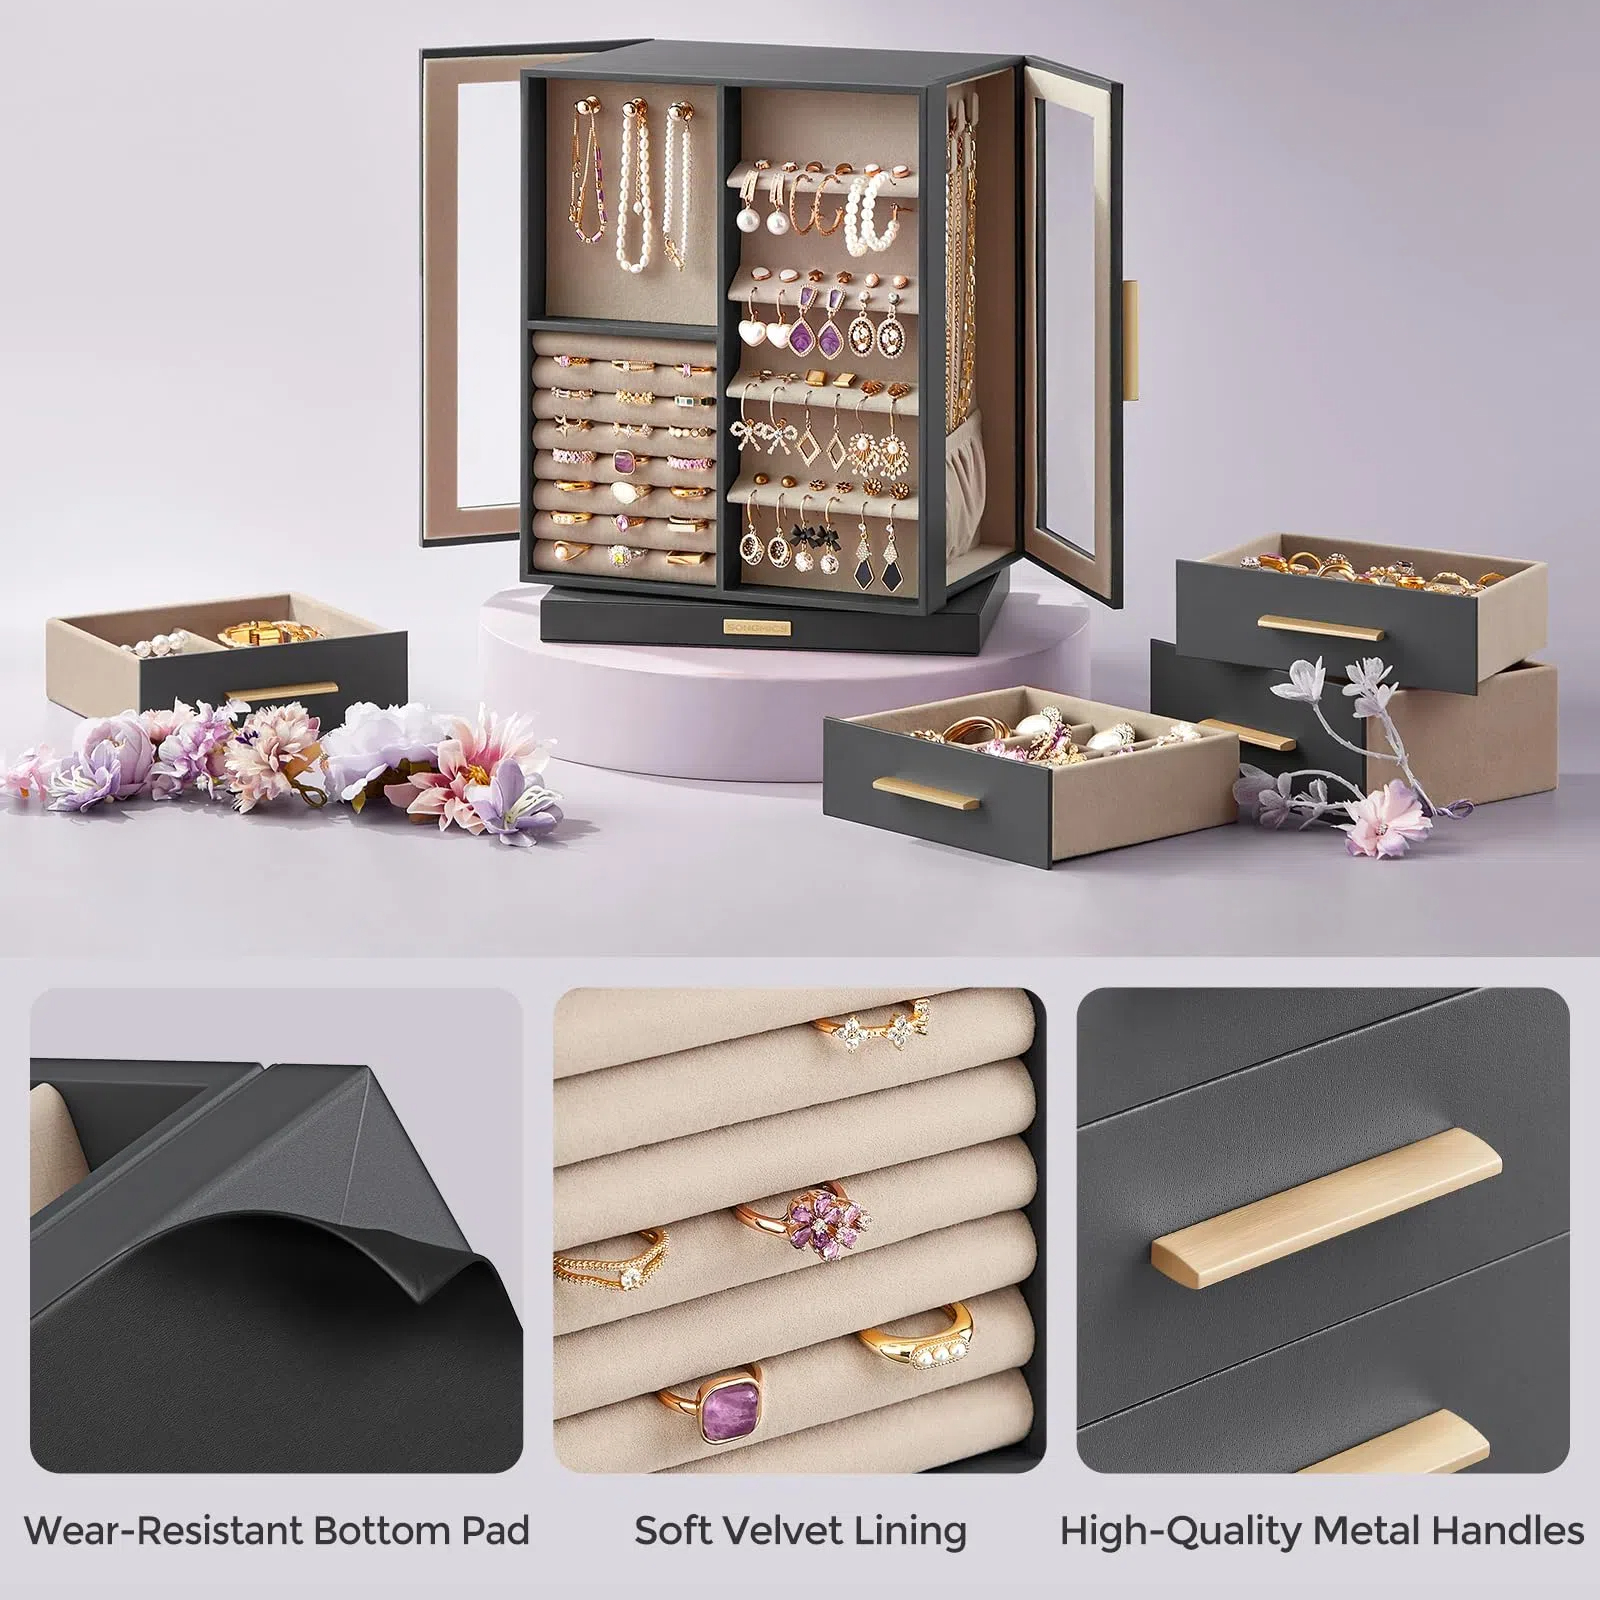 SONGMICS
Wear-Resistant Bottom Pad
Soft Velvet Lining
High-Quality Metal Handles